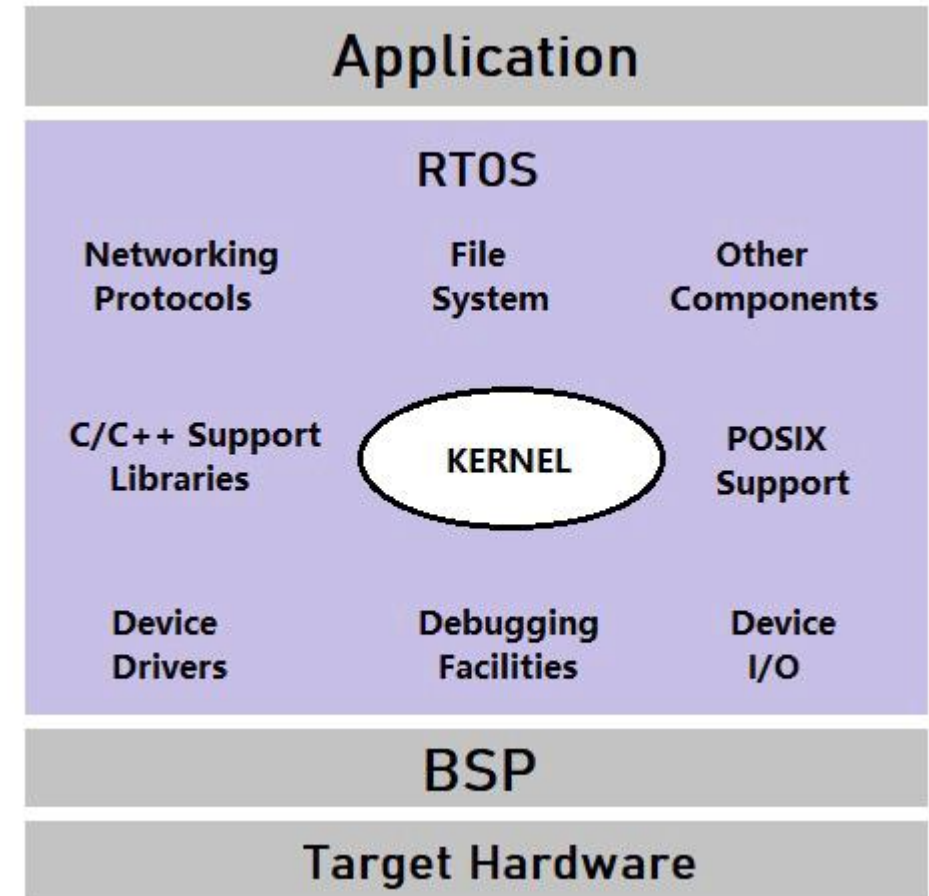 Application
RTOS
Networking
Protocols
File
System
Other
Components
C/C++ Support
Libraries
KERNEL
POSIX
Support
Device
Drivers
Debugging
Facilities
Device
I/O
BSP
Target Hardware